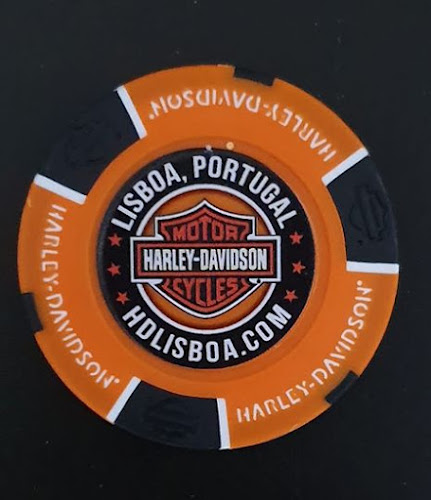 LISBOA, PORTUGAL
MOTOR
HARLEY-DAVIDSON
CYCLES
HDLISBOA.COM
HARLEY-DAVIDSON
HARLEY-DAVIDSON®
HARLEY-DAVIDSON®
HARLEY-DAVIDSON